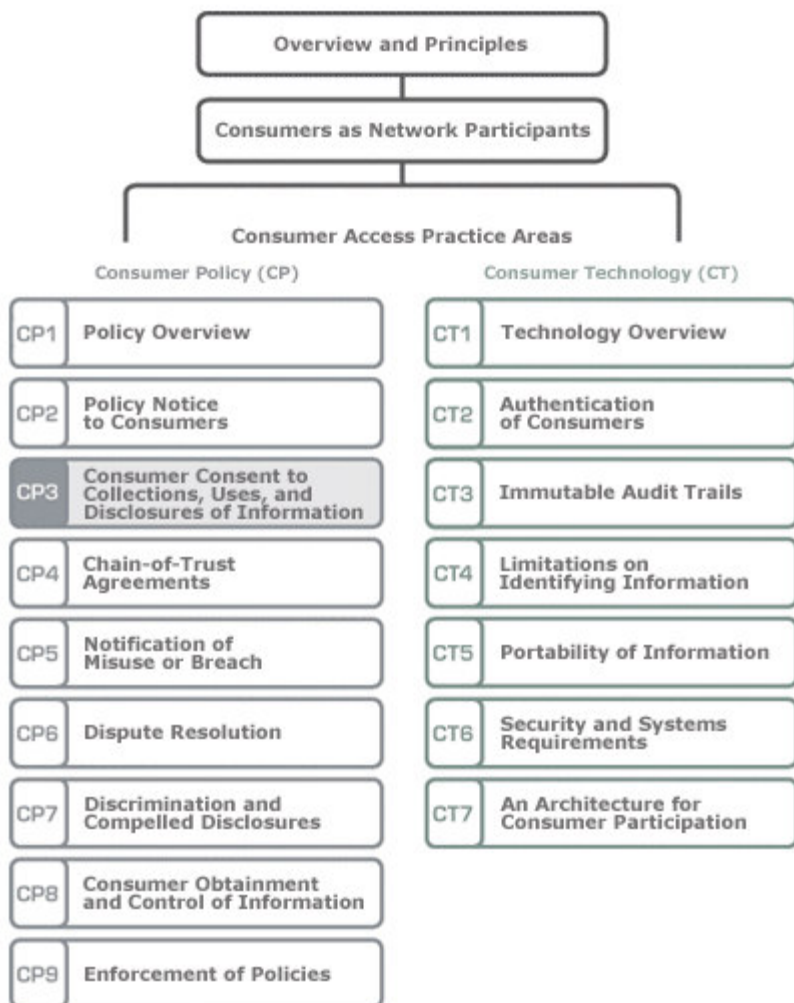 Overview and Principles
Consumers as Network Participants
Consumer Access Practice Areas
Consumer Policy (CP)
CP1
Policy Overview
CP2
Policy Notice
to Consumers
CP3
Consumer Consent to
Collections, Uses, and
Disclosures of Information
CP4
Chain-of-Trust
Agreements
CP5
Notification of
Misuse or Breach
CP6
Dispute Resolution
CP7
Discrimination and
Compelled Disclosures
CP8
Consumer Obtainment
and Control of Information
CP9
Enforcement of Policies
Consumer Technology (CT)
CT1
Technology Overview
CT2
Authentication
of Consumers
CT3
Immutable Audit Trails
CT4
Limitations on
Identifying Information
CT5
Portability of Information
CT6
Security and Systems
Requirements
CT7
An Architecture for
Consumer Participation